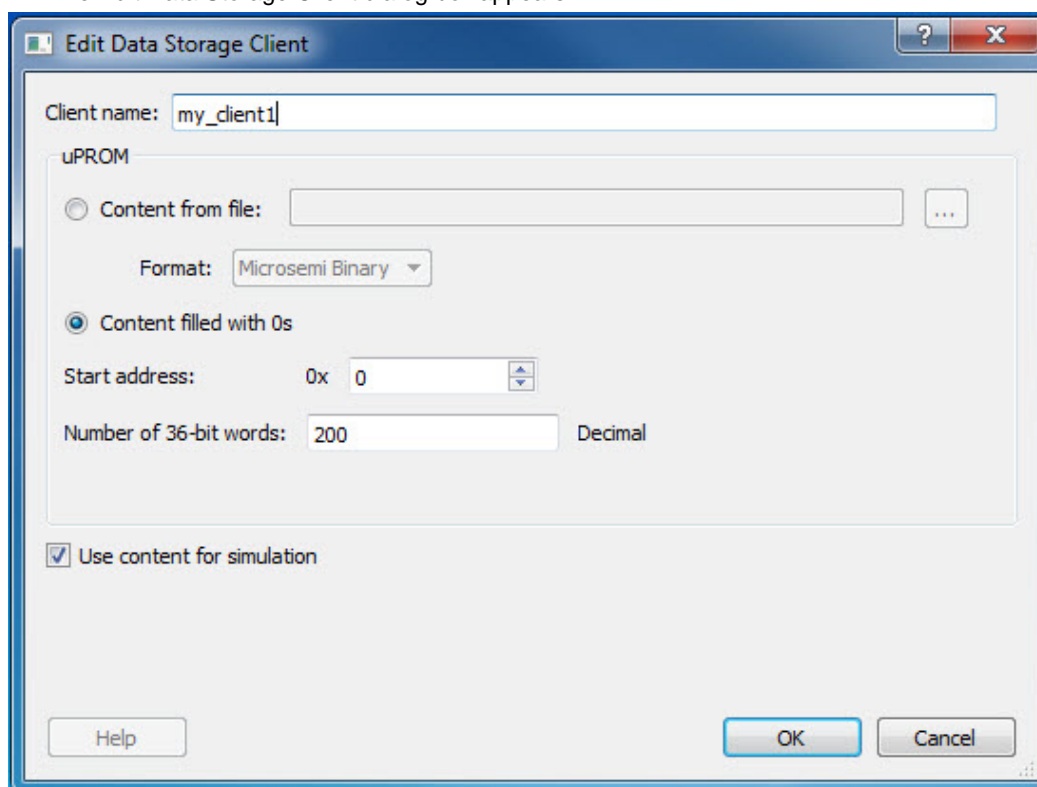 Edit Data Storage Client
?
X
Client name: my_client1
uPROM
Content from file: ...
Format: Microsemi Binary
Content filled with 0s
Start address: 0x 0
Number of 36-bit words: 200 Decimal
Use content for simulation
Help OK Cancel